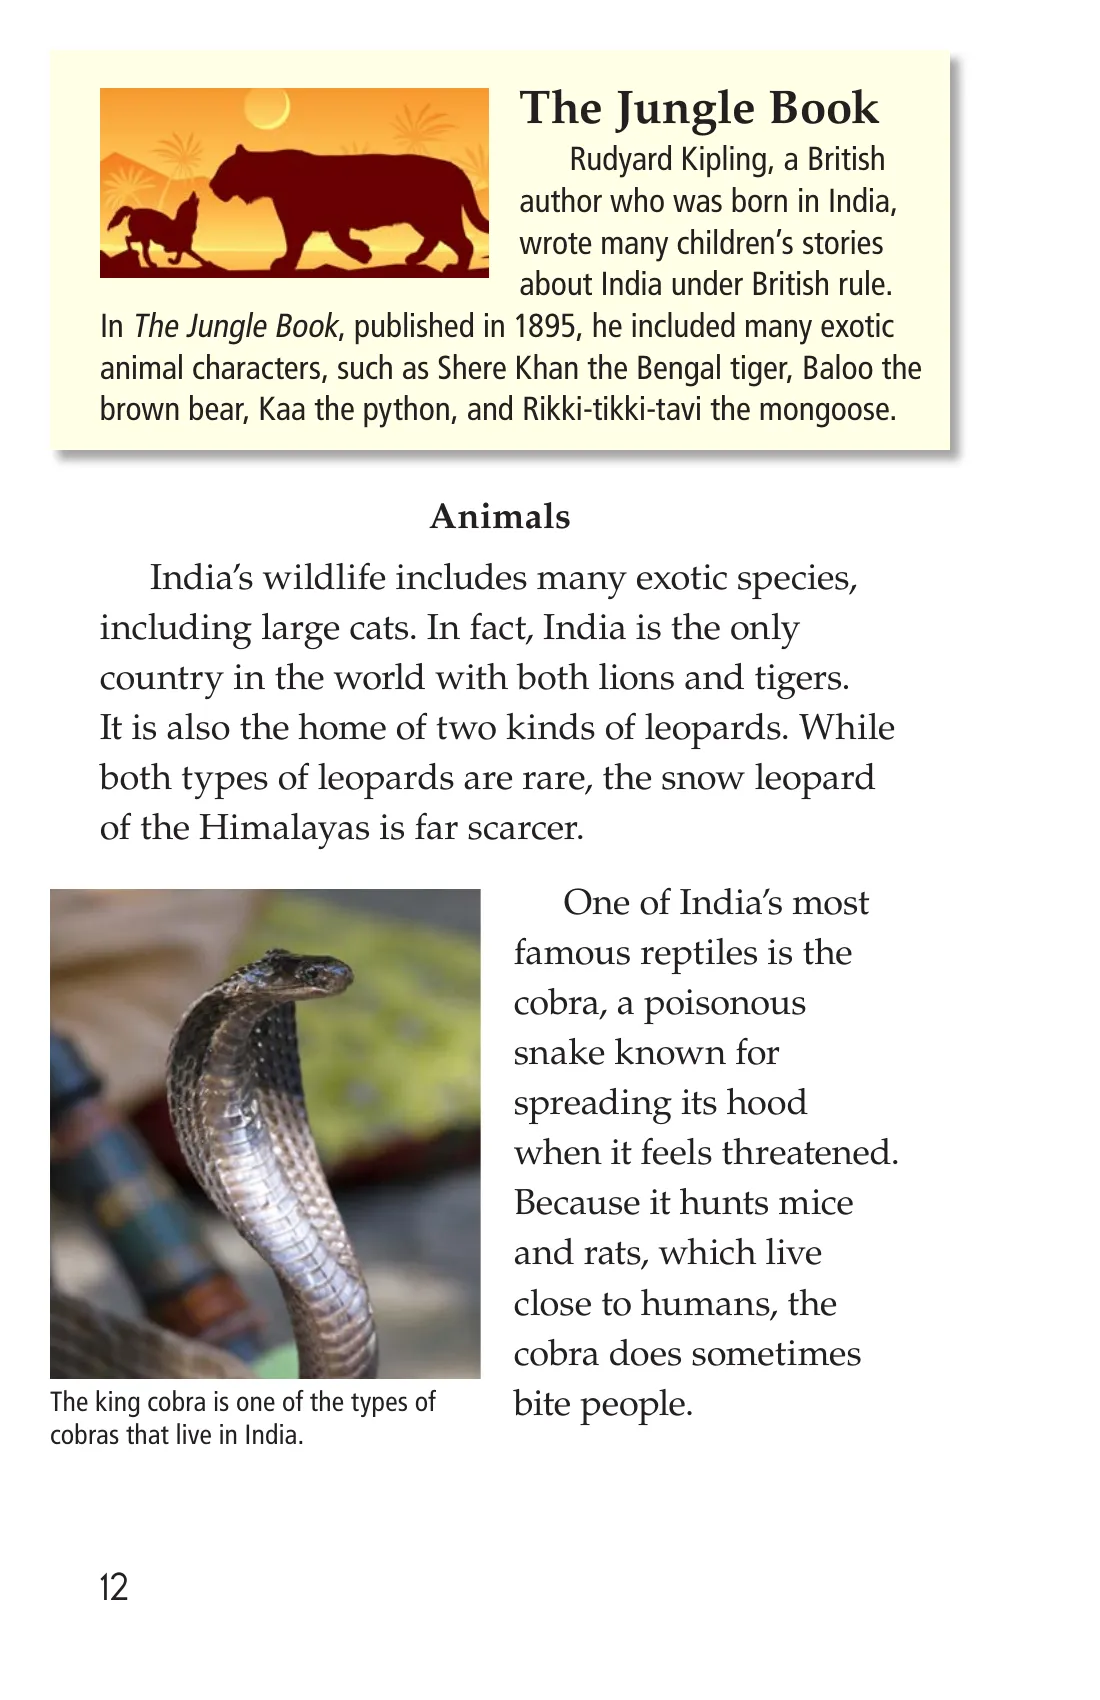 The Jungle Book
Rudyard Kipling, a British
author who was born in India,
wrote many children’s stories
about India under British rule.
In The Jungle Book, published in 1895, he included many exotic
animal characters, such as Shere Khan the Bengal tiger, Baloo the
brown bear, Kaa the python, and Rikki-tikki-tavi the mongoose.
Animals
India’s wildlife includes many exotic species,
including large cats. In fact, India is the only
country in the world with both lions and tigers.
It is also the home of two kinds of leopards. While
both types of leopards are rare, the snow leopard
of the Himalayas is far scarcer.
One of India’s most
famous reptiles is the
cobra, a poisonous
snake known for
spreading its hood
when it feels threatened.
Because it hunts mice
and rats, which live
close to humans, the
cobra does sometimes
bite people.
The king cobra is one of the types of
cobras that live in India.
12